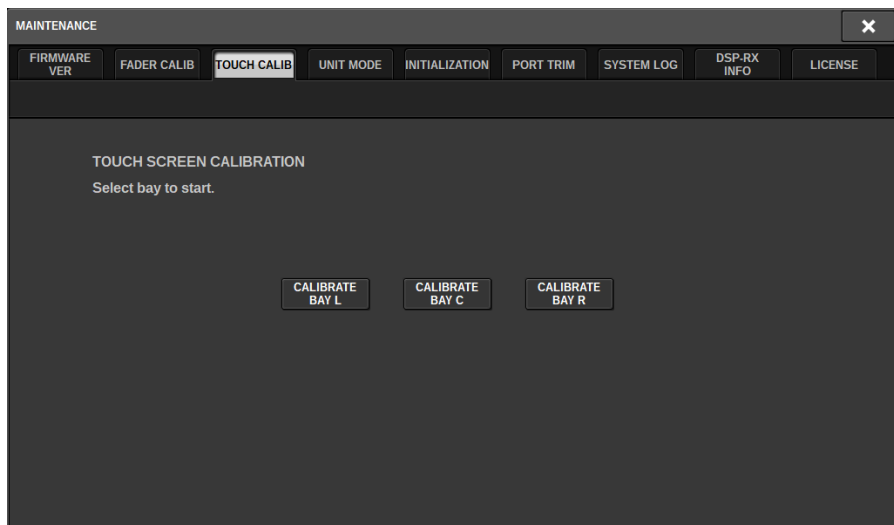 MAINTENANCE
FIRMWARE
VER
FADER CALIB
TOUCH CALIB
UNIT MODE
INITIALIZATION
PORT TRIM
SYSTEM LOG
DSP-RX
INFO
LICENSE
TOUCH SCREEN CALIBRATION
Select bay to start.
CALIBRATE
BAY L
CALIBRATE
BAY C
CALIBRATE
BAY R